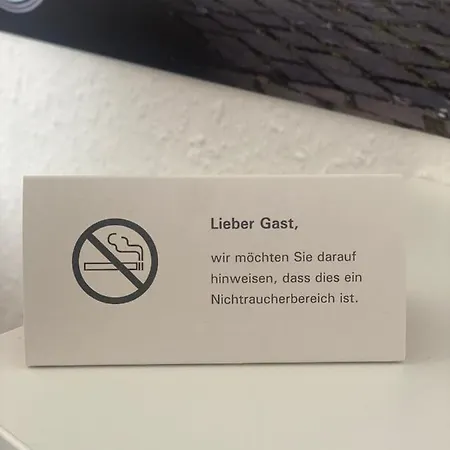 Lieber Gast,
wir möchten Sie darauf
hinweisen, dass dies ein
Nichtraucherbereich ist.